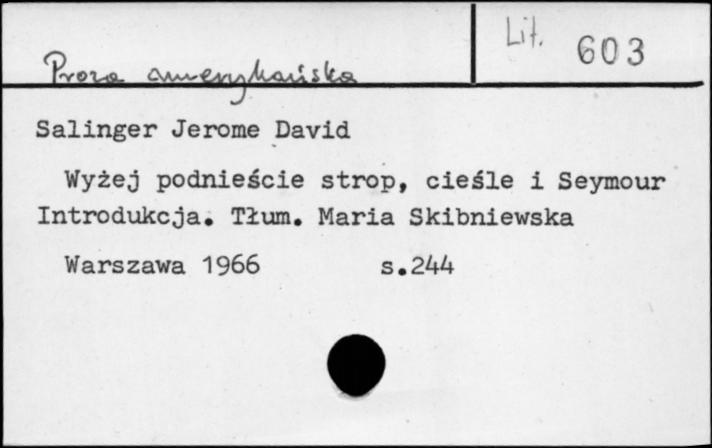 Lit. 603
Proza amerykańska
Salinger Jerome David
Wyżej podnieście strop, cieśle i Seymour
Introdukcja. Tłum. Maria Skibniewska
Warszawa 1966 s.244